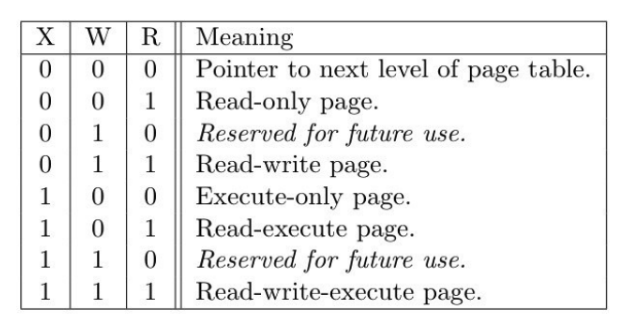 X W R Meaning
0 0 0 Pointer to next level of page table.
0 0 1 Read-only page.
0 1 0 Reserved for future use.
0 1 1 Read-write page.
1 0 0 Execute-only page.
1 0 1 Read-execute page.
1 1 0 Reserved for future use.
1 1 1 Read-write-execute page.